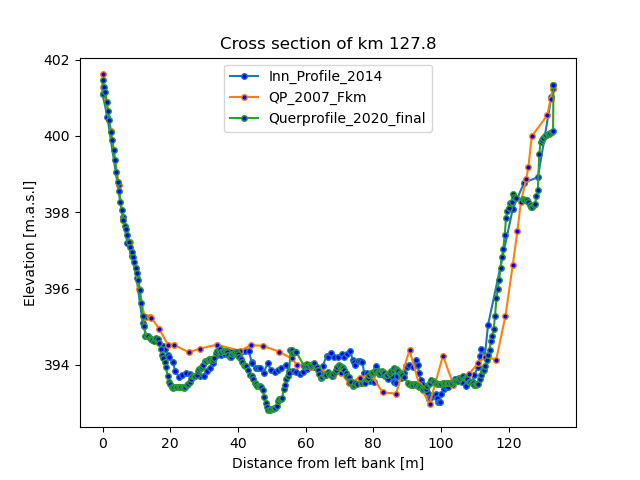 Cross section of km 127.8
Inn_Profile_2014
QP_2007_Fkm
Querprofile_2020_final
402
400
398
396
394
Elevation [m.a.s.l]
0
20
40
60
80
100
120
Distance from left bank [m]